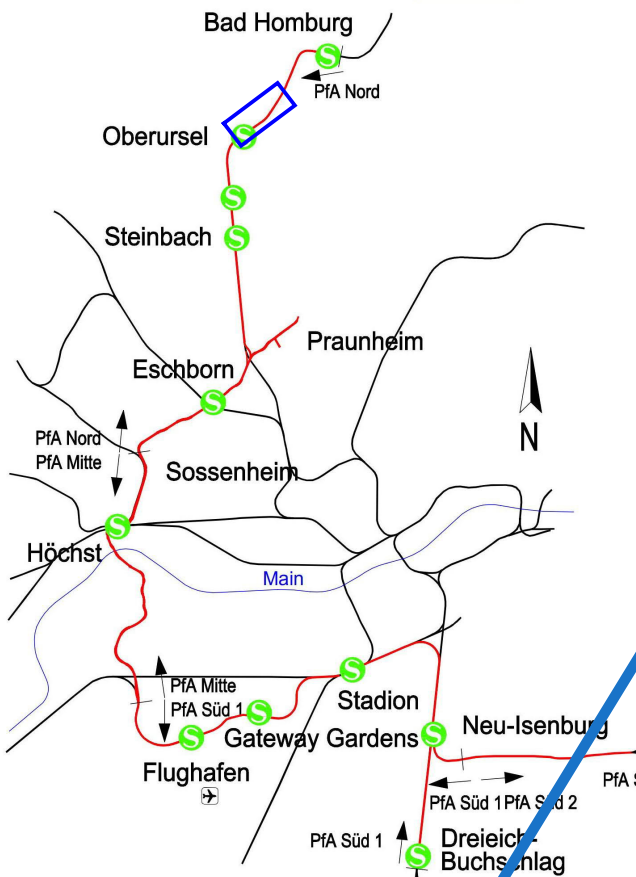 Bad Homburg
S
PfA Nord
Oberursel
S
S
Steinbach
S
Praunheim
Eschborn
S
PfA Nord
PfA Mitte
N
Sossenheim
S
Höchst
Main
PfA Mitte
S
Stadion
PfA Süd 1
S
Neu-Isenburg
S
Gateway Gardens
S
Flughafen
PfA Süd 1
PfA Süd 2
PfA Süd 1
S
Dreieich-
Buchschlag